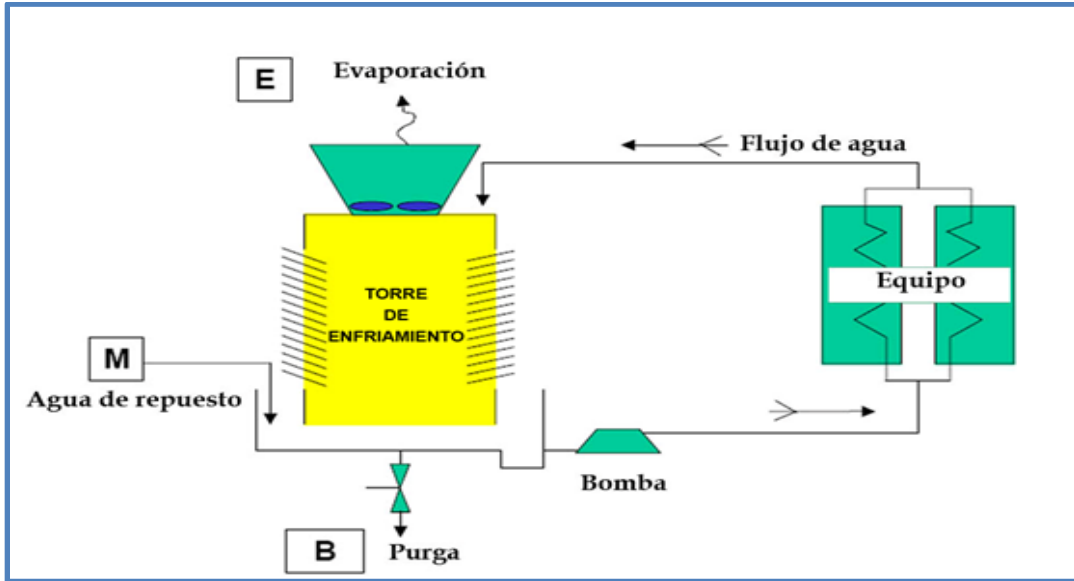 E
Evaporación
Flujo de agua
Equipo
TORRE
DE
ENFRIAMIENTO
M
Agua de repuesto
Bomba
B
Purga